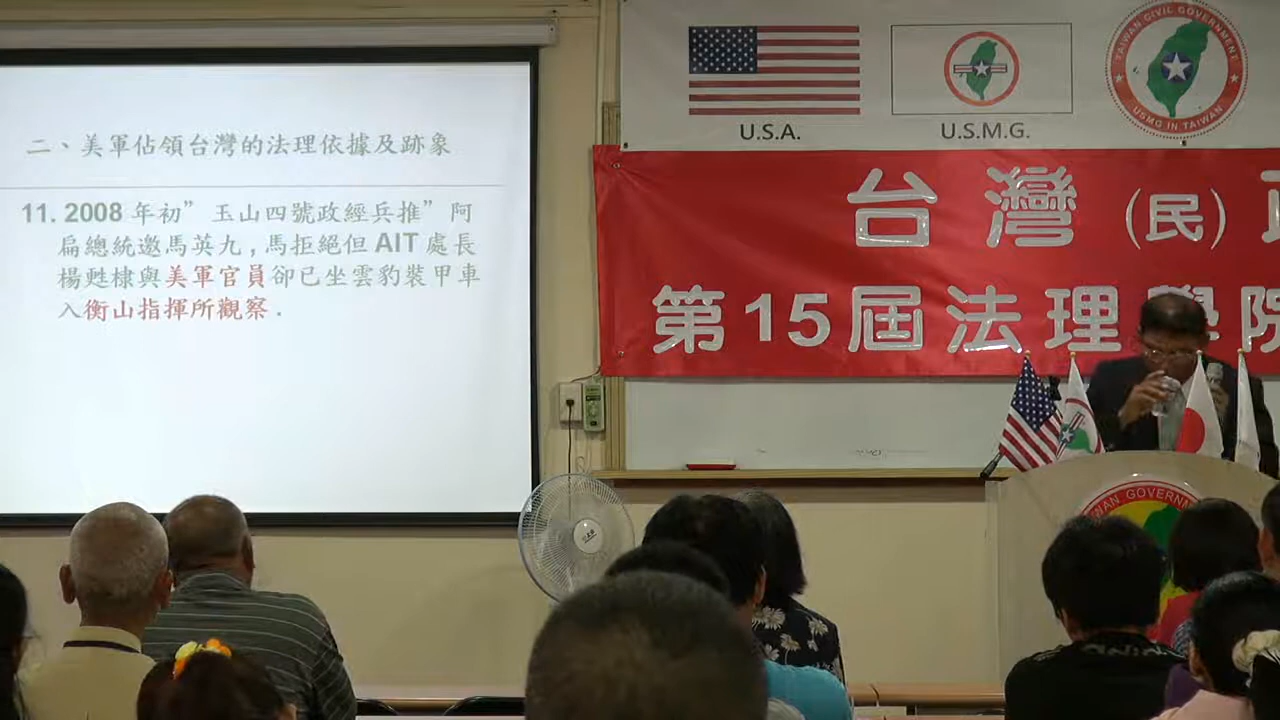 二、美軍佔領台灣的法理依據及跡象
11. 2008 年初”玉山四號政經兵推”阿
扁總統邀馬英九，馬拒絕但 AIT 處長
楊甦棣與美軍官員卻已坐雲豹裝甲車
入衡山指揮所觀察.
U.S.A.
U.S.M.G.
TAIWAN CIVIL GOVERNMENT
USMG IN TAIWAN
台灣(民)
第15屆法理學院
GOVERNM
adidas